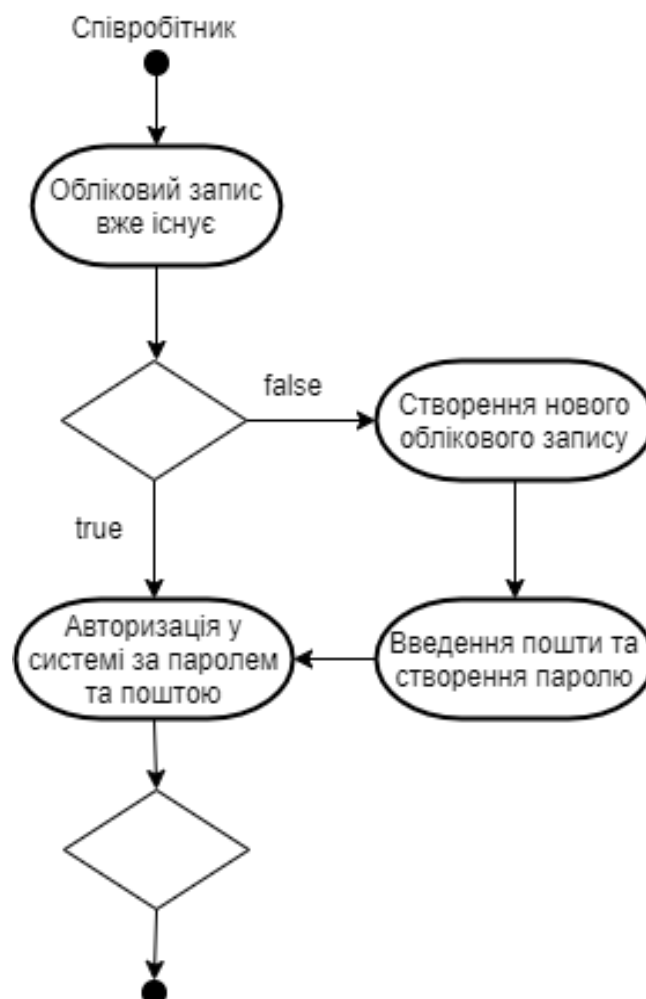 Співробітник
Обліковий запис
вже існує
false
Створення нового
облікового запису
true
Авторизація у
системі за паролем
та поштою
Введення пошти та
створення паролю